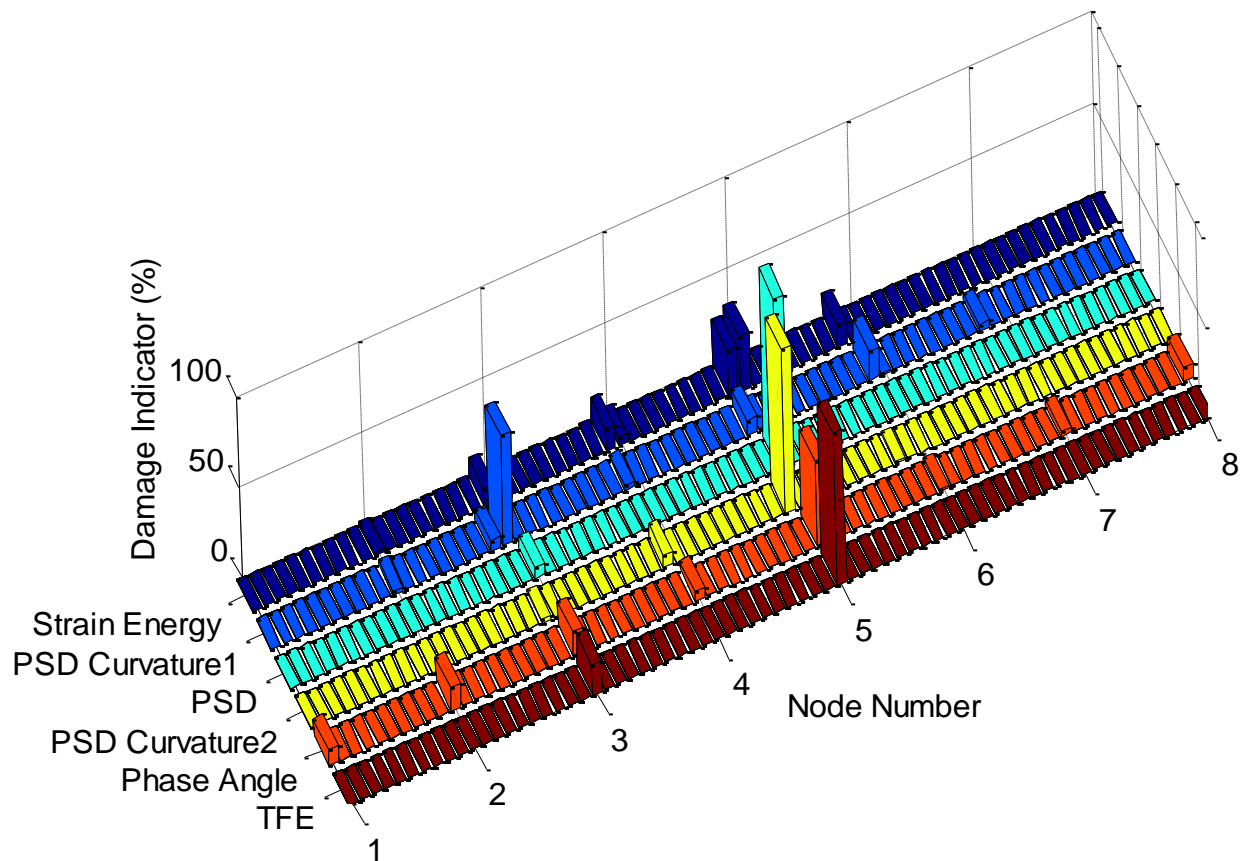 Damage Indicator (%)
100
50
0
Strain Energy
PSD Curvature1
PSD
PSD Curvature2
Phase Angle
TFE
1
2
3
4
5
6
7
8
Node Number